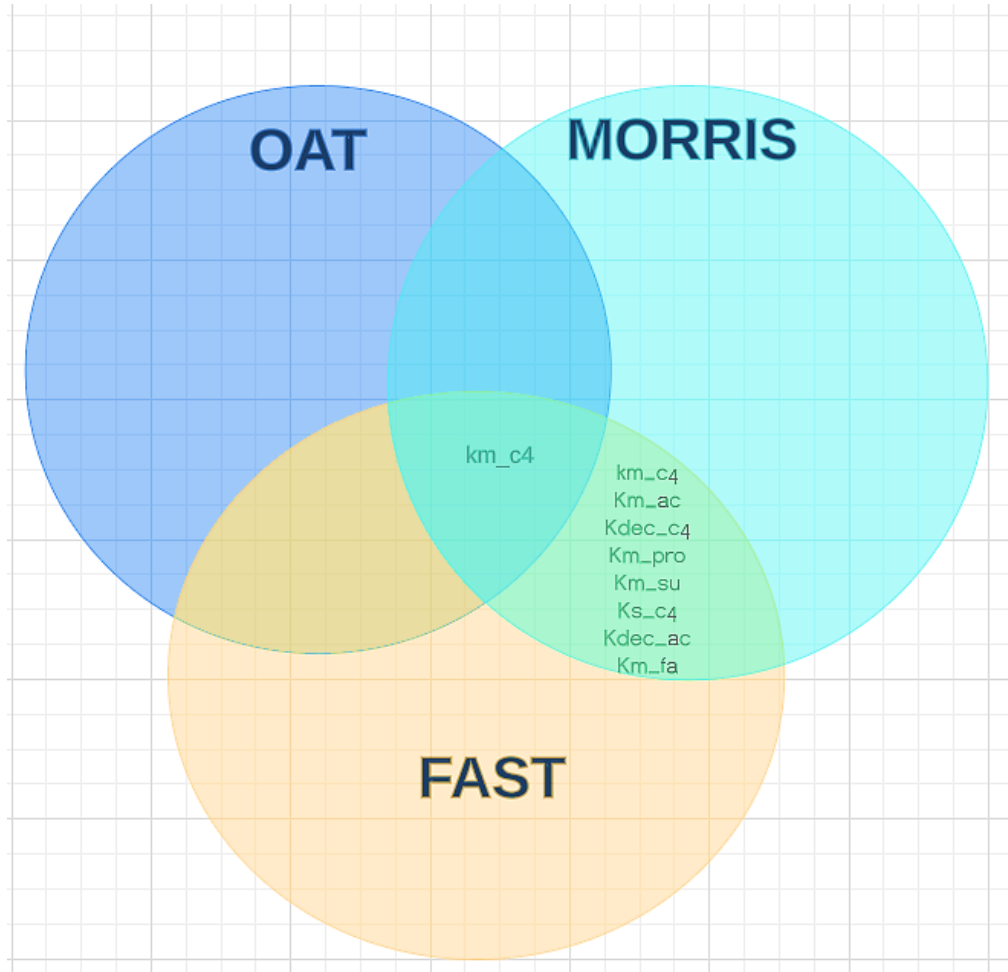 OAT
MORRIS
km_c4
km_c4
Km_ac
Kdec_c4
Km_pro
Km_su
Ks_c4
Kdec_ac
Km_fa
FAST